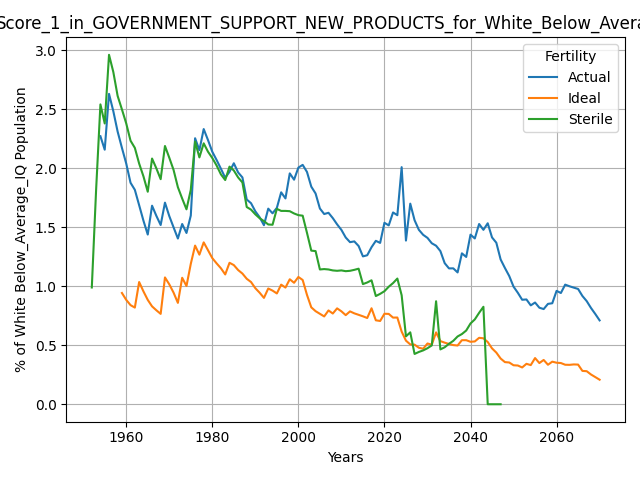 Score_1_in_GOVERNMENT_SUPPORT_NEW_PRODUCTS_for_White_Below_Avera
3.0
2.5
2.0
1.5
1.0
0.5
0.0
% of White Below_Average_IQ Population
Fertility
Actual
Ideal
Sterile
1960
1980
2000
2020
2040
2060
Years